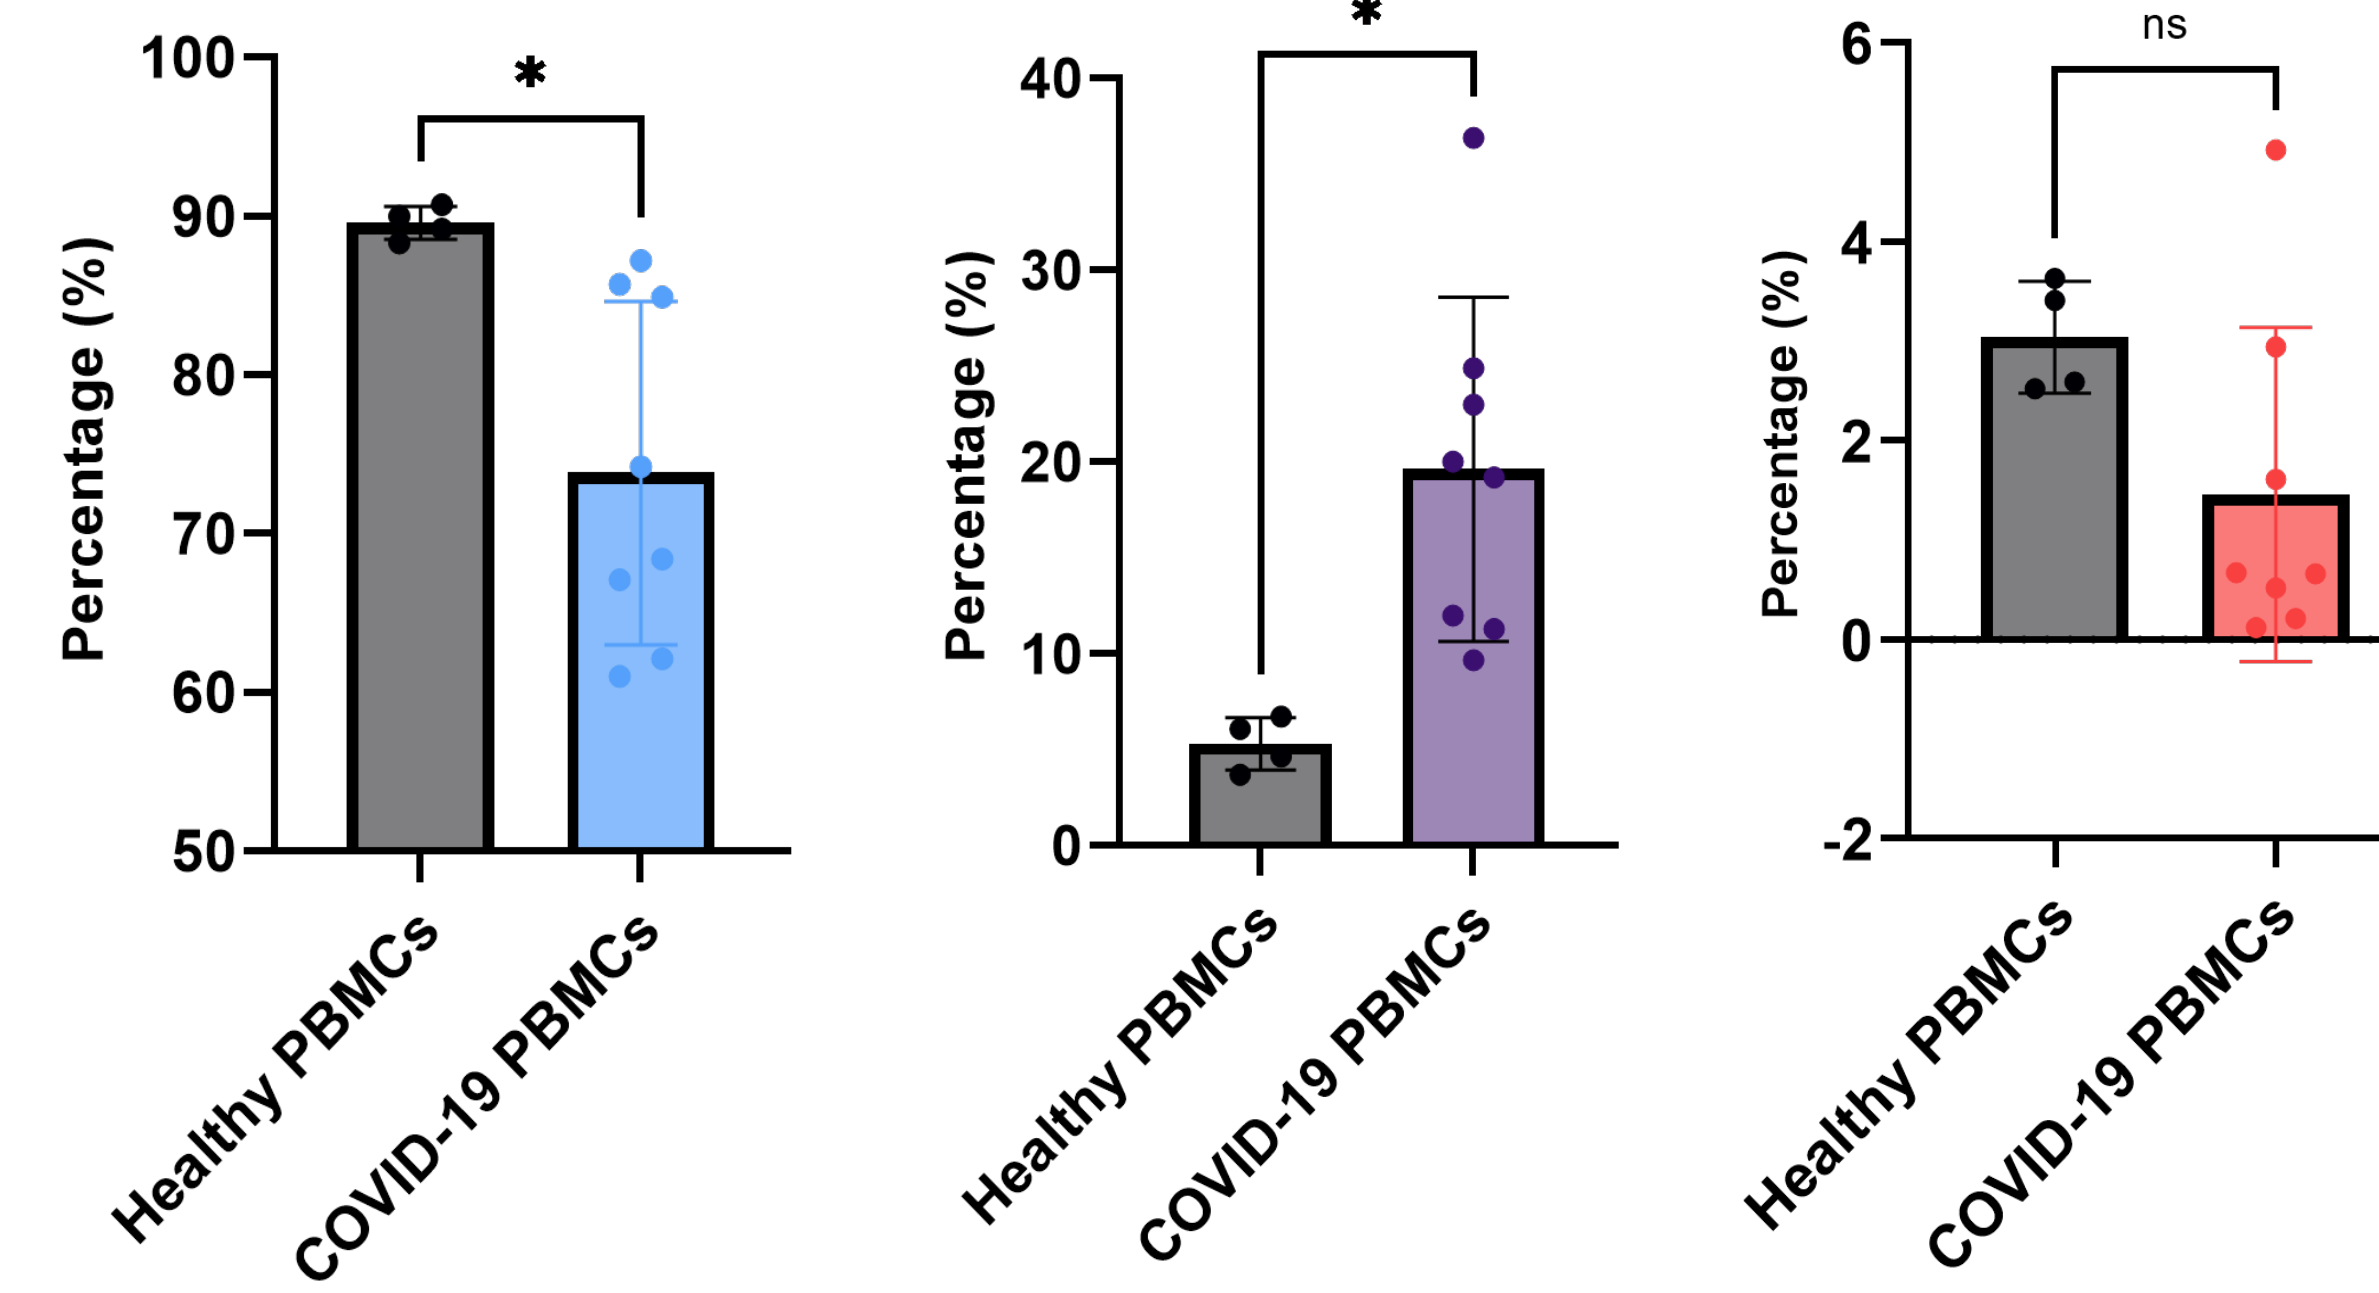 100
90
80
70
60
50
Percentage (%)
*
Healthy PBMCs
COVID-19 PBMCs
40
30
20
10
0
Percentage (%)
*
Healthy PBMCs
COVID-19 PBMCs
6
4
2
0
-2
Percentage (%)
ns
Healthy PBMCs
COVID-19 PBMCs